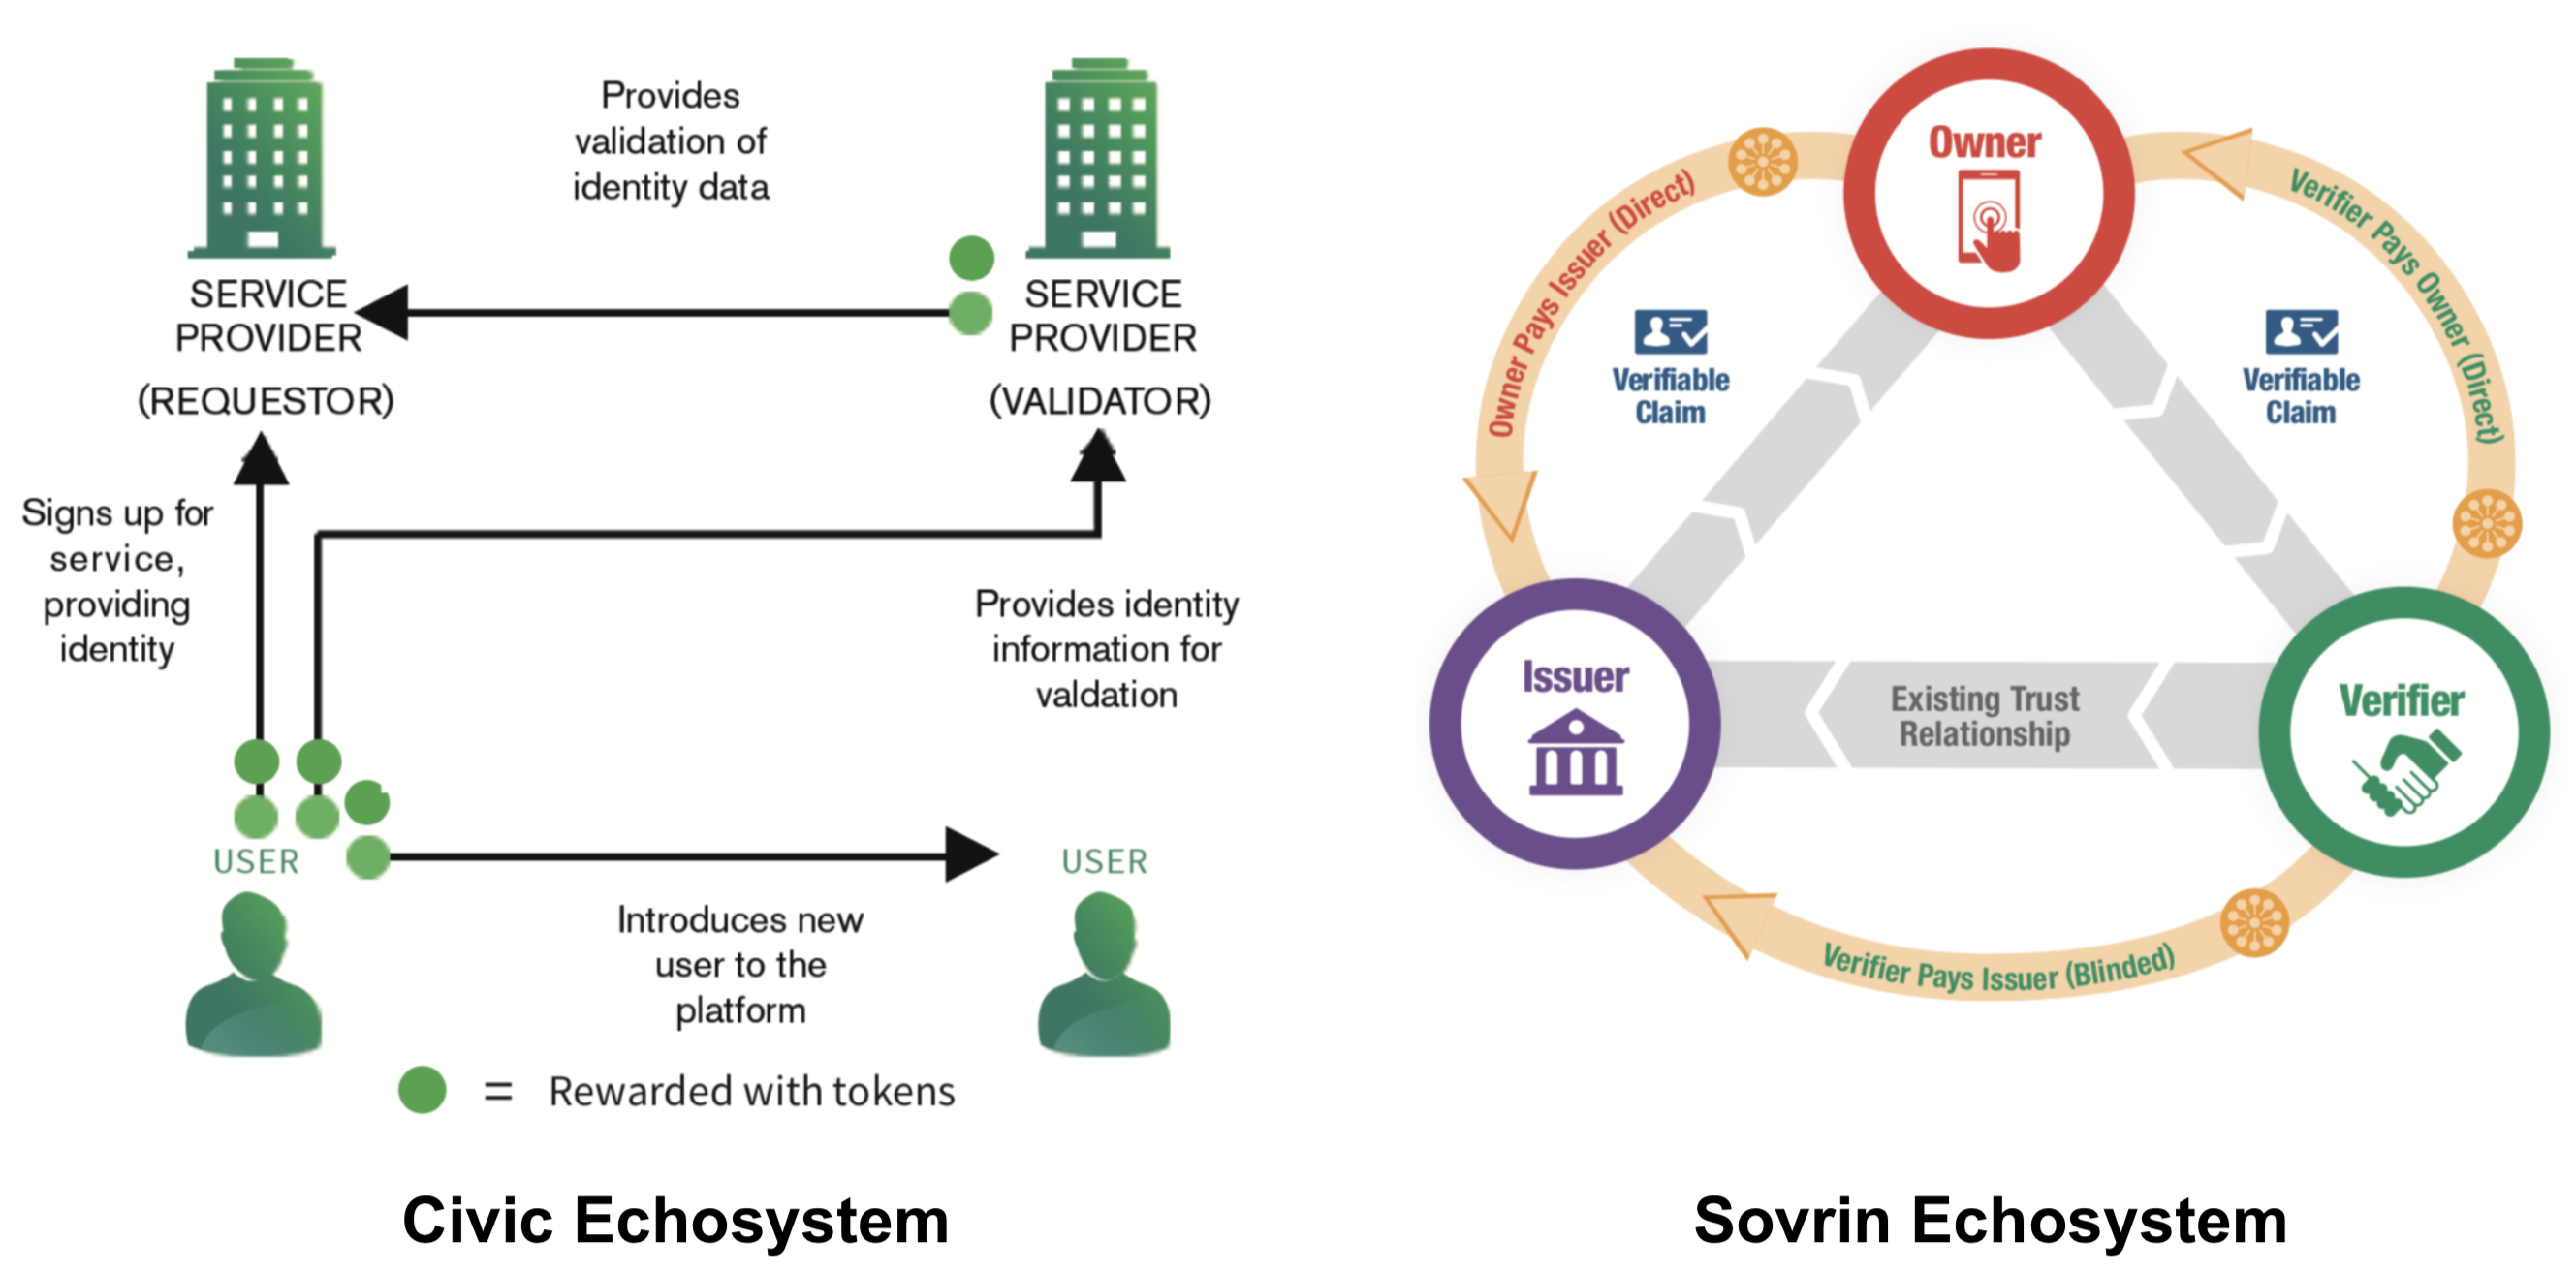 Provides
validation of
identity data
SERVICE
PROVIDER
(REQUESTOR)
SERVICE
PROVIDER
(VALIDATOR)
Signs up for
service,
providing
identity
Provides identity
information for
valdation
USER
USER
Introduces new
user to the
platform
= Rewarded with tokens
Civic Echosystem
Owner
Owner Pays Issuer (Direct)
Verifier Pays Owner (Direct)
Verifiable
Claim
Verifiable
Claim
Issuer
Existing Trust
Relationship
Verifier
Verifier Pays Issuer (Blinded)
Sovrin Echosystem